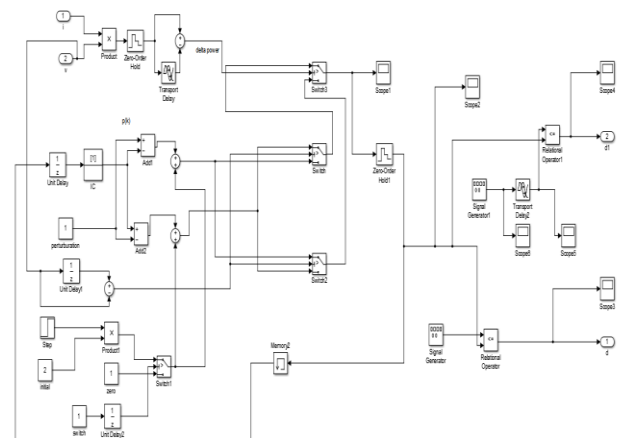 1
i
2
v
×
Product
Zero-Order
Hold
Transport
Delay
delta power
Switch3
Scope1
Scope2
Scope4
p(k)
Add1
Switch
Zero-Order
Hold1
<=
Relational
Operator1
2
d1
1
z
Unit Delay
[1]
IC
Signal
Generator1
Transport
Delay2
Scope6
Scope5
1
perturburation
Add2
Switch2
1
z
Unit Delay1
Scope3
Step
×
Product1
2
initial
1
zero
Switch1
Memory2
Signal
Generator
<=
Relational
Operator
1
d
1
switch
1
z
Unit Delay2